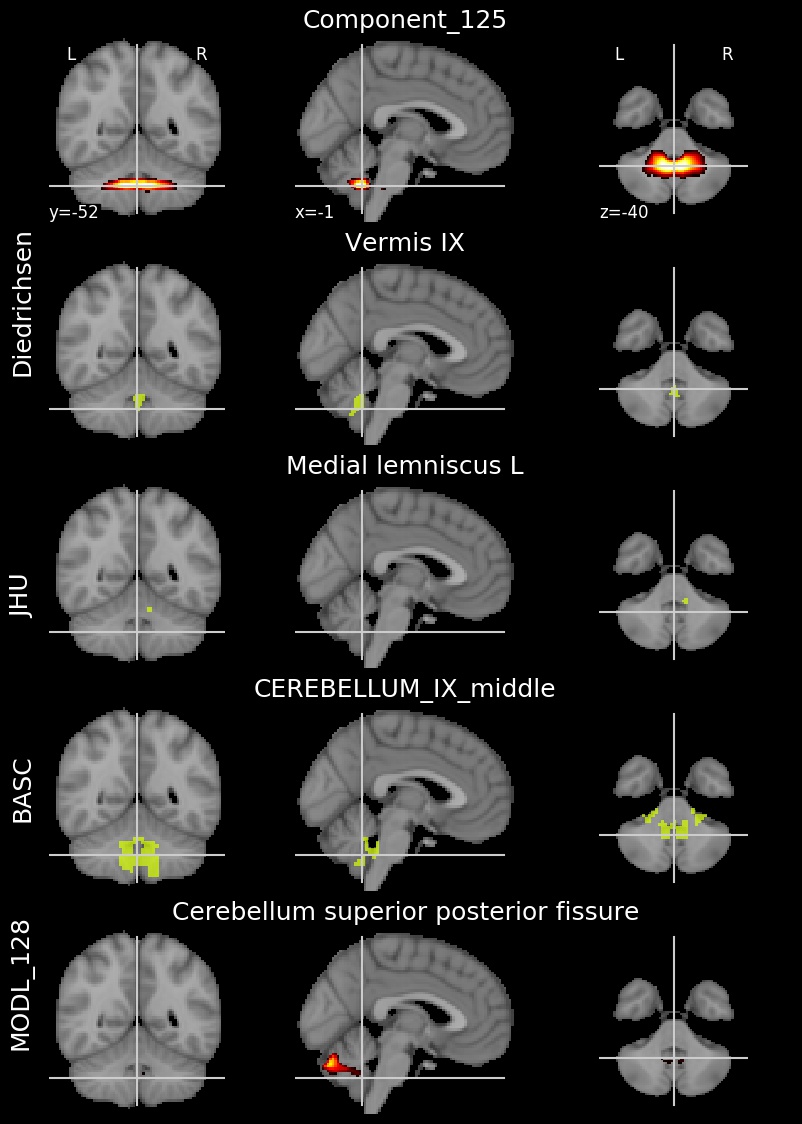 Component_125
L R
L R
y=-52
x=-1
z=-40
Diedrichsen
Vermis IX
JHU
Medial lemniscus L
BASC
CEREBELLUM_IX_middle
MODL_128
Cerebellum superior posterior fissure